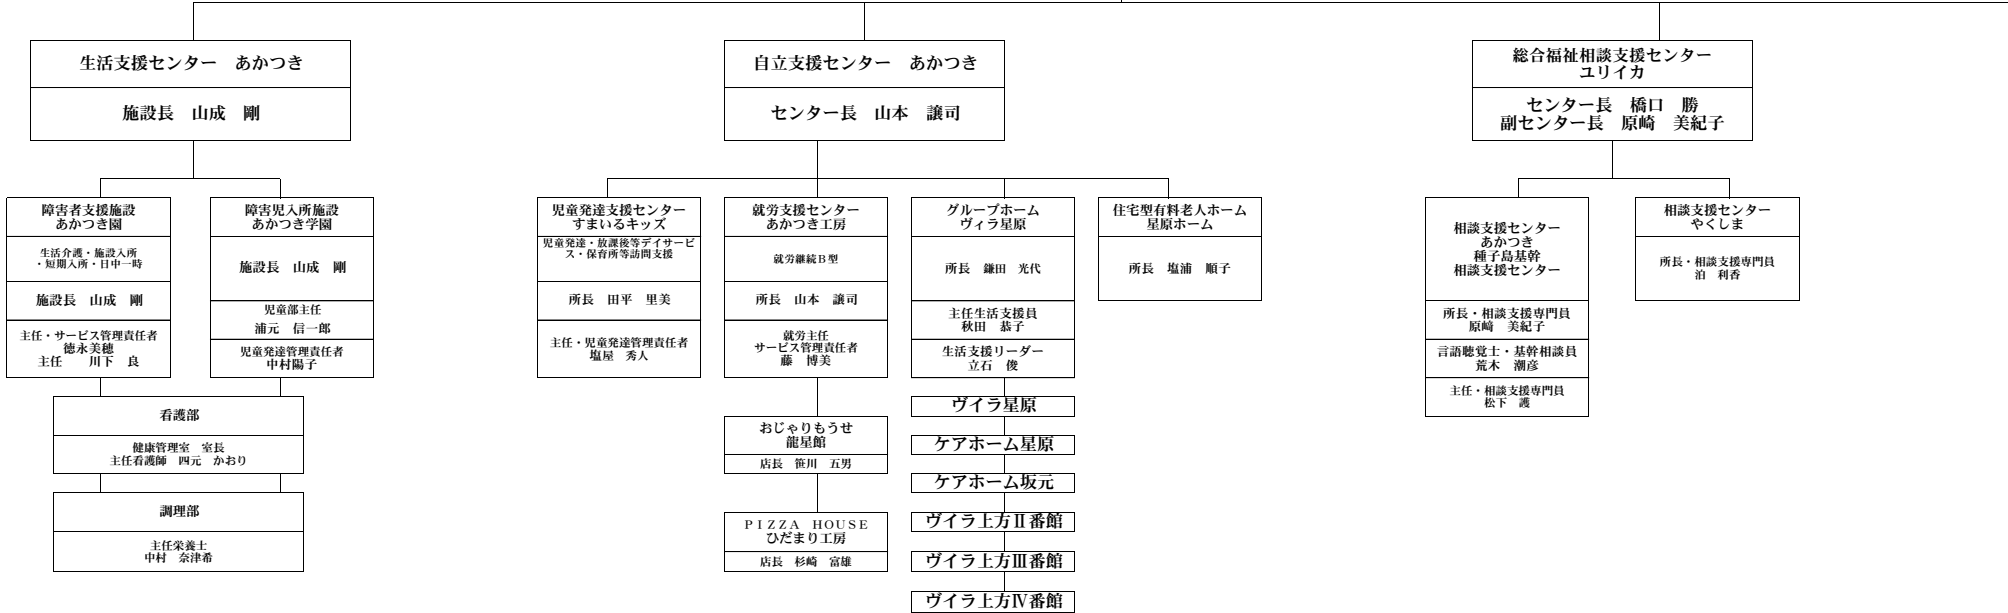 生活支援センター　あかつき
施設長　山成　剛
障害者支援施設
あかつき園
生活介護・施設入所
・短期入所・日中一時
施設長　山成　剛
主任・サービス管理責任者
徳永美穂
主任　　川下　良
障害児入所施設
あかつき学園
施設長　山成　剛
児童部主任
浦元　信一郎
児童発達管理責任者
中村陽子
看護部
健康管理室　室長
主任看護師　四元　かおり
調理部
主任栄養士
中村　奈津希
自立支援センター　あかつき
センター長　山本　譲司
児童発達支援センター
すまいるキッズ
児童発達・放課後等デイサービ
ス・保育所等訪問支援
所長　田平　里美
主任・児童発達管理責任者
塩屋　秀人
就労支援センター
あかつき工房
就労継続Ｂ型
所長　山本　譲司
就労主任
サービス管理責任者
藤　博美
おじゃりもうせ
龍星館
店長　笹川　五男
ＰＩＺＺＡ　ＨＯＵＳＥ
ひだまり工房
店長　杉崎　富雄
グループホーム
ヴィラ星原
所長　鎌田　光代
主任生活支援員
秋田　恭子
生活支援リーダー
立石　俊
ヴイラ星原
ケアホーム星原
ケアホーム坂元
ヴイラ上方Ⅱ番館
ヴイラ上方Ⅲ番館
ヴイラ上方Ⅳ番館
住宅型有料老人ホーム
星原ホーム
所長　塩浦　順子
総合福祉相談支援センター
ユリイカ
センター長　橋口　勝
副センター長　原崎　美紀子
相談支援センター
あかつき
種子島基幹
相談支援センター
所長・相談支援専門員
原﨑　美紀子
言語聴覚士・基幹相談員
荒木　潮彦
主任・相談支援専門員
松下　護
相談支援センター
やくしま
所長・相談支援専門員
泊　利香